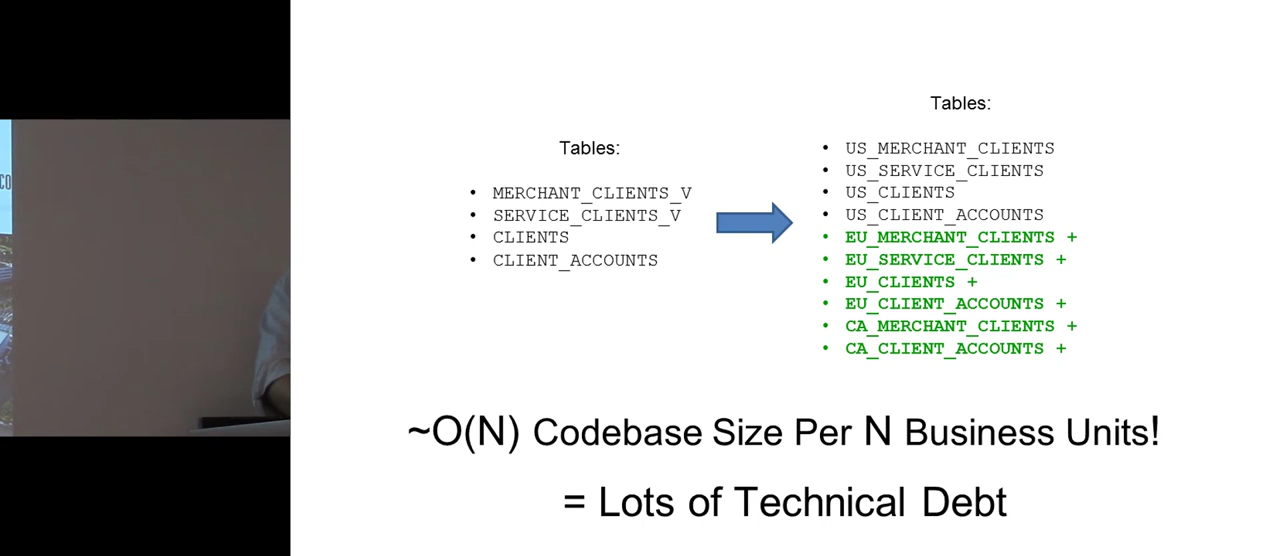 Tables:
• MERCHANT_CLIENTS_V
• SERVICE_CLIENTS_V
• CLIENTS
• CLIENT_ACCOUNTS
Tables:
• US_MERCHANT_CLIENTS
• US_SERVICE_CLIENTS
• US_CLIENTS
• US_CLIENT_ACCOUNTS
• EU_MERCHANT_CLIENTS +
• EU_SERVICE_CLIENTS +
• EU_CLIENTS +
• EU_CLIENT_ACCOUNTS +
• CA_MERCHANT_CLIENTS +
• CA_CLIENT_ACCOUNTS +
~O(N) Codebase Size Per N Business Units!
= Lots of Technical Debt